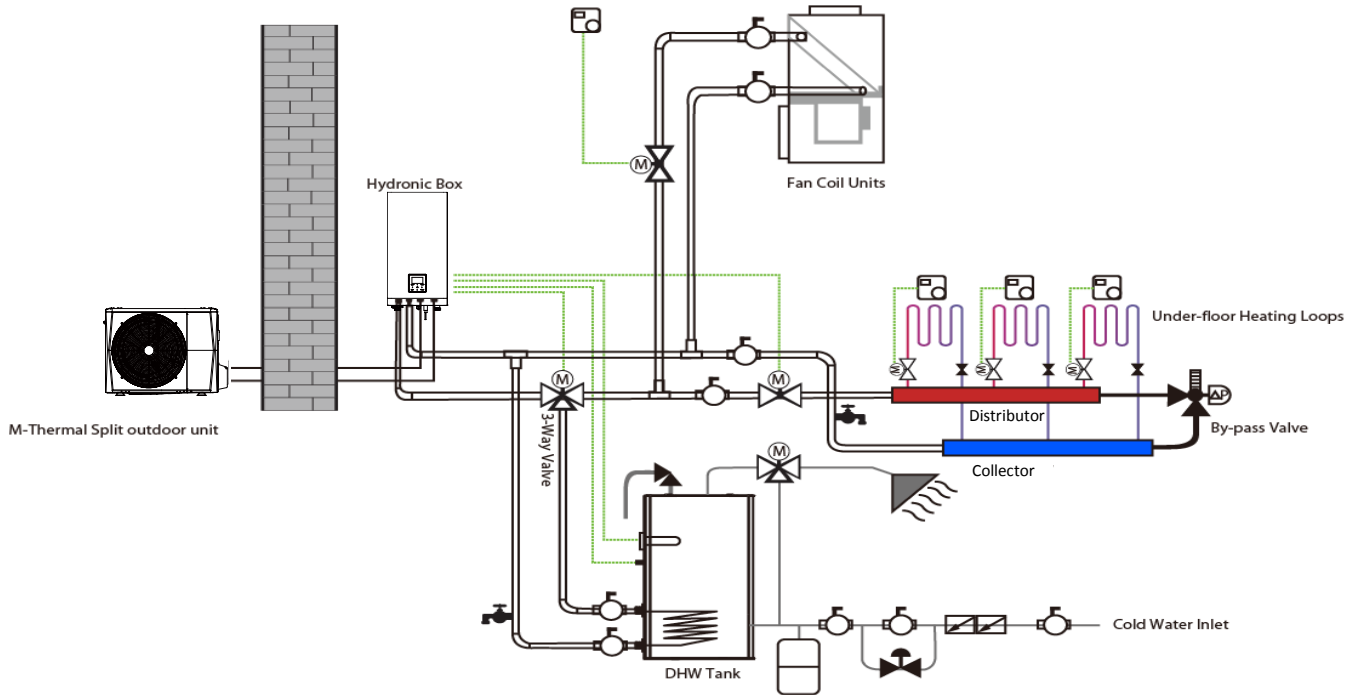 M
Fan Coil Units
Hydronic Box
Under-floor Heating Loops
M
M
M
M
M
Distributor
ΔP
M-Thermal Split outdoor unit
3-Way Valve
By-pass Valve
M
Collector
Cold Water Inlet
DHW Tank